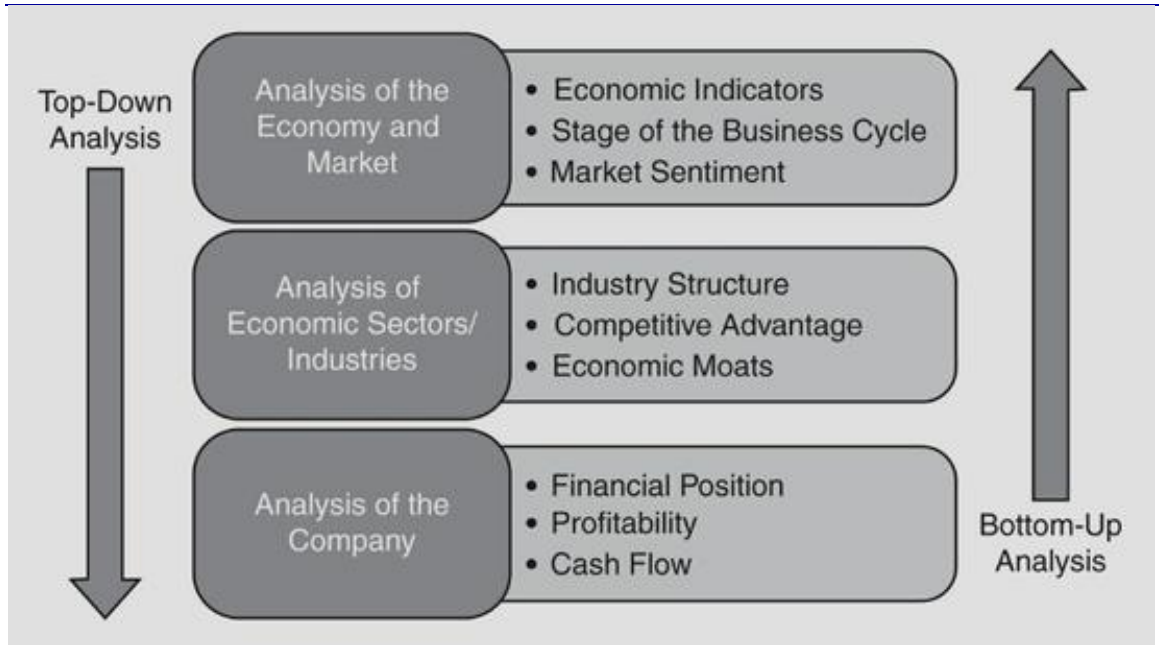 Top-Down
Analysis
Analysis of the
Economy and
Market
• Economic Indicators
• Stage of the Business Cycle
• Market Sentiment
Analysis of
Economic Sectors/
Industries
• Industry Structure
• Competitive Advantage
• Economic Moats
Analysis of the
Company
• Financial Position
• Profitability
• Cash Flow
Bottom-Up
Analysis